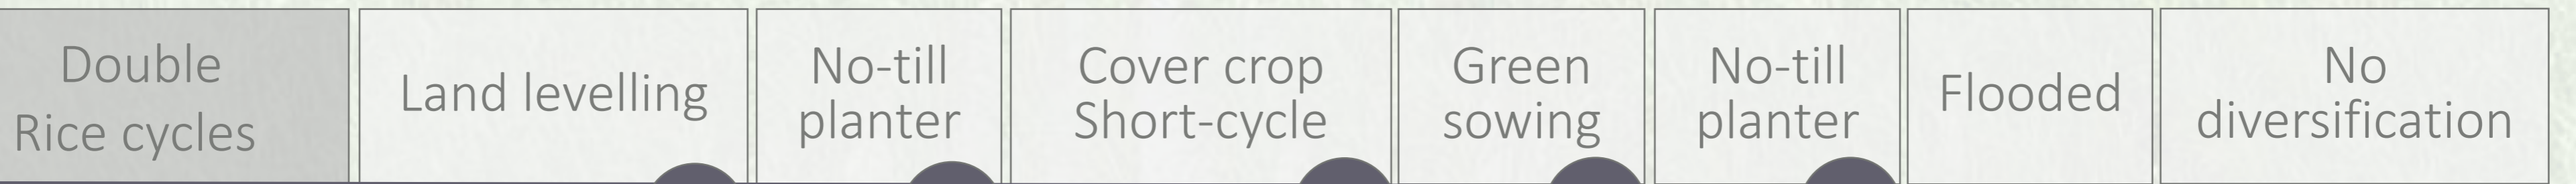 Double
Rice cycles
Land levelling
No-till
planter
Cover crop
Short-cycle
Green
sowing
No-till
planter
Flooded
No
diversification